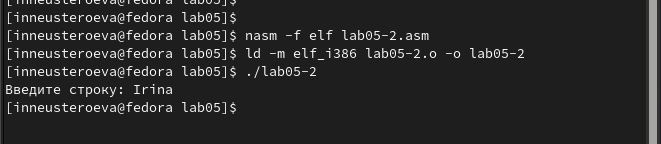 [inneusteroeva@fedora lab05]$
[inneusteroeva@fedora lab05]$
[inneusteroeva@fedora lab05]$ nasm -f elf lab05-2.asm
[inneusteroeva@fedora lab05]$ ld -m elf_i386 lab05-2.o -o lab05-2
[inneusteroeva@fedora lab05]$ ./lab05-2
Введите строку: Irina
[inneusteroeva@fedora lab05]$